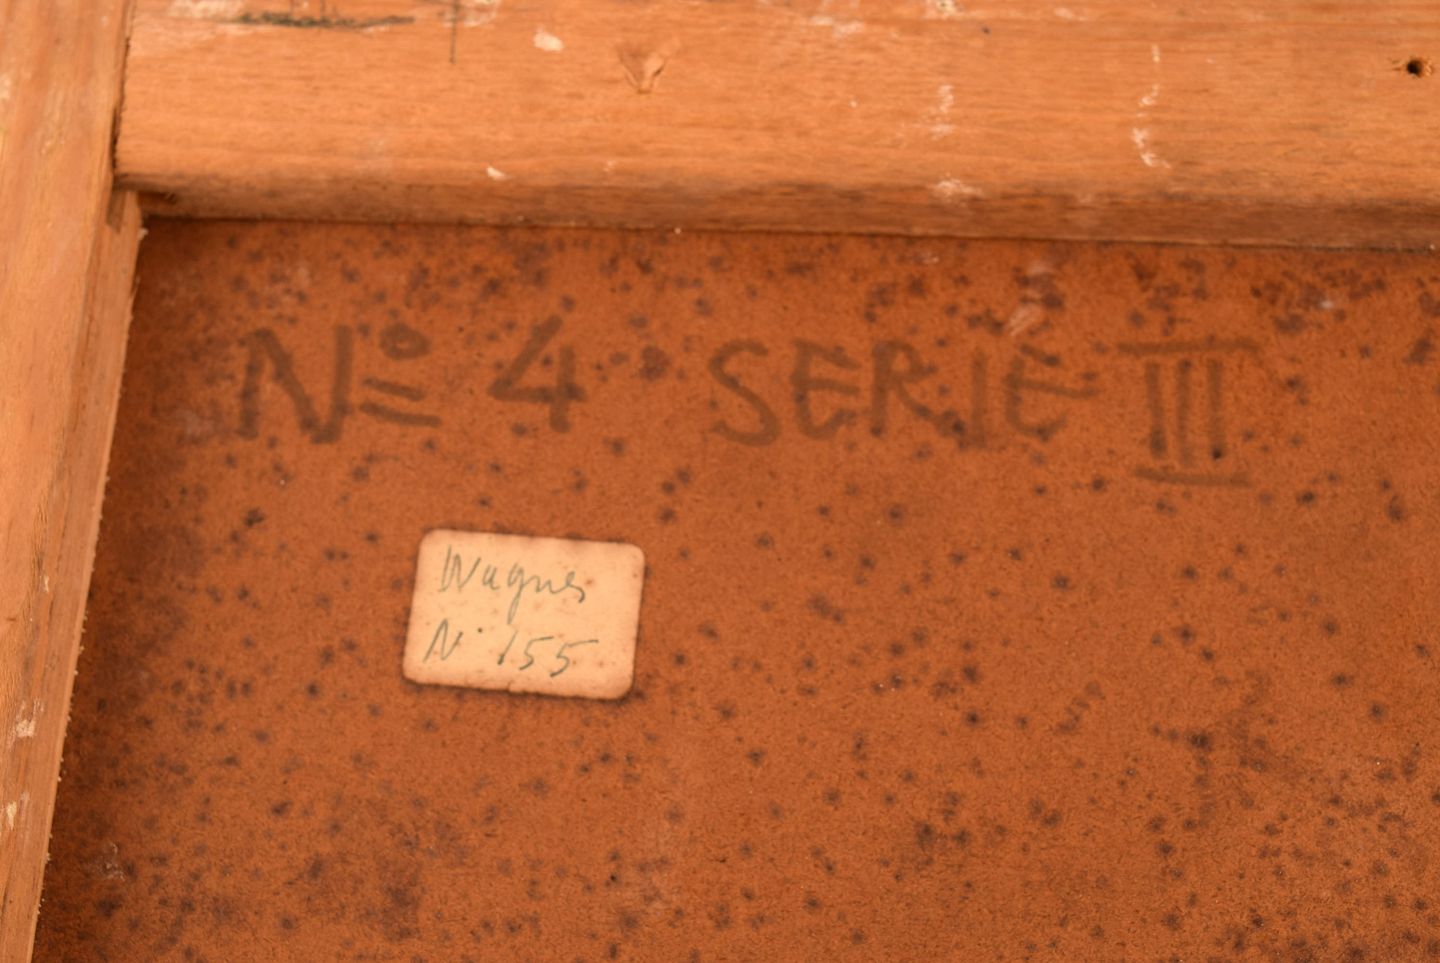 Nº 4 SERIE III
Wagner
N° 155